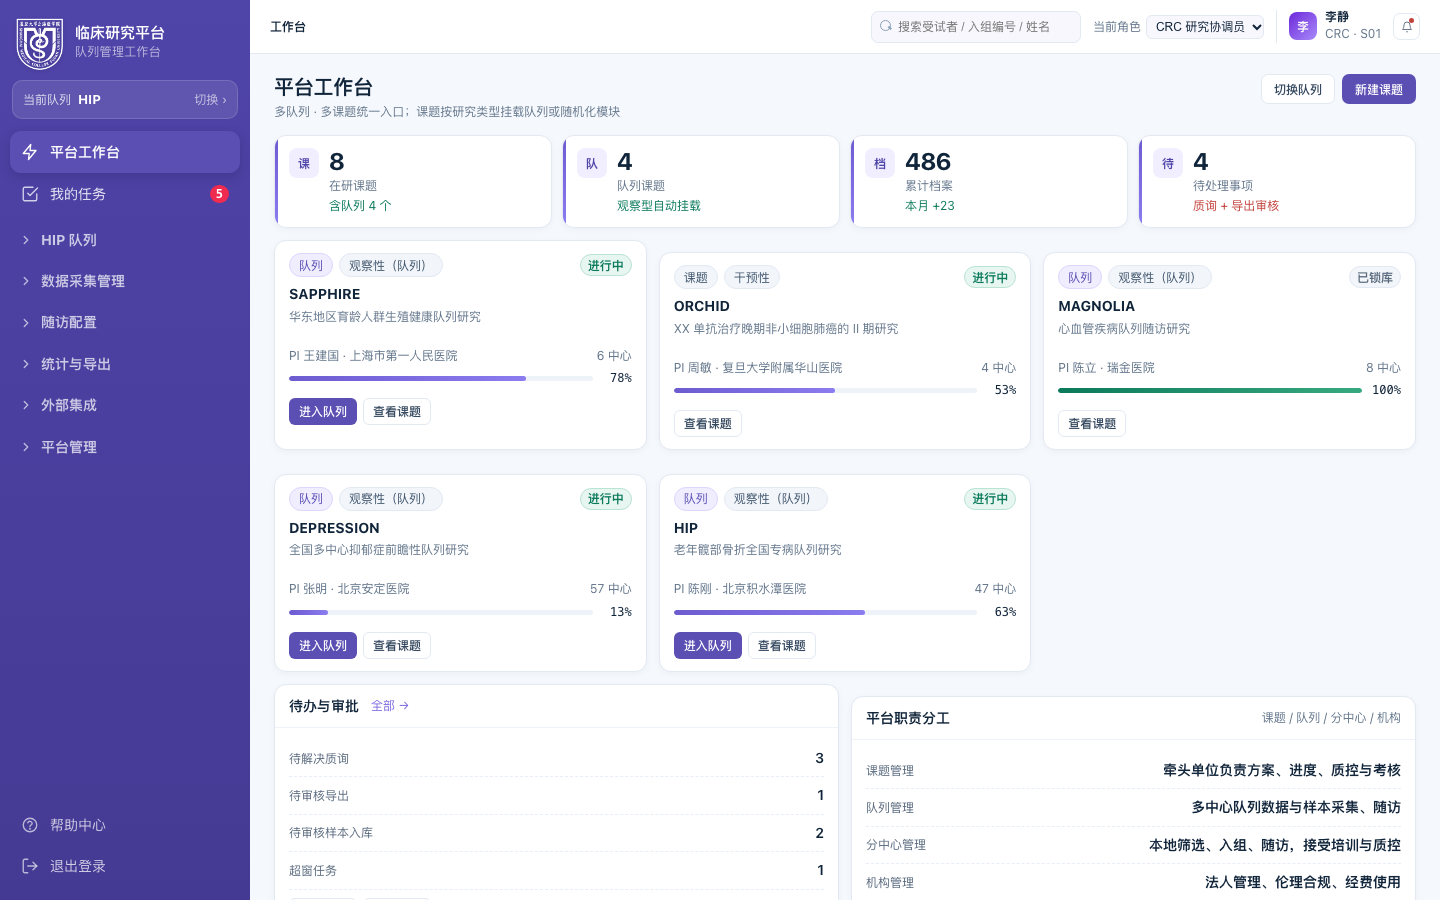 临床研究平台
队列管理工作台
当前队列 HIP 切换 ›
平台工作台
我的任务 5
HIP 队列
数据采集管理
随访配置
统计与导出
外部集成
平台管理
帮助中心
退出登录
工作台
搜索受试者 / 入组编号 / 姓名
当前角色 CRC 研究协调员
李
李静
CRC · S01
平台工作台
多队列 · 多课题统一入口；课题按研究类型挂载队列或随机化模块
切换队列 新建课题
课 8
在研课题
含队列 4 个
队 4
队列课题
观察型自动挂载
档 486
累计档案
本月 +23
待 4
待处理事项
质询 + 导出审核
队列 观察性（队列） 进行中
SAPPHIRE
华东地区育龄人群生殖健康队列研究
PI 王建国 · 上海市第一人民医院 6 中心
78%
进入队列 查看课题
课题 干预性 进行中
ORCHID
XX 单抗治疗晚期非小细胞肺癌的 II 期研究
PI 周敏 · 复旦大学附属华山医院 4 中心
53%
查看课题
队列 观察性（队列） 已锁库
MAGNOLIA
心血管疾病队列随访研究
PI 陈立 · 瑞金医院 8 中心
100%
查看课题
队列 观察性（队列） 进行中
DEPRESSION
全国多中心抑郁症前瞻性队列研究
PI 张明 · 北京安定医院 57 中心
13%
进入队列 查看课题
队列 观察性（队列） 进行中
HIP
老年髋部骨折全国专病队列研究
PI 陈刚 · 北京积水潭医院 47 中心
63%
进入队列 查看课题
待办与审批 全部 →
待解决质询 3
待审核导出 1
待审核样本入库 2
超窗任务 1
平台职责分工 课题 / 队列 / 分中心 / 机构
课题管理 牵头单位负责方案、进度、质控与考核
队列管理 多中心队列数据与样本采集、随访
分中心管理 本地筛选、入组、随访，接受培训与质控
机构管理 法人管理、伦理合规、经费使用